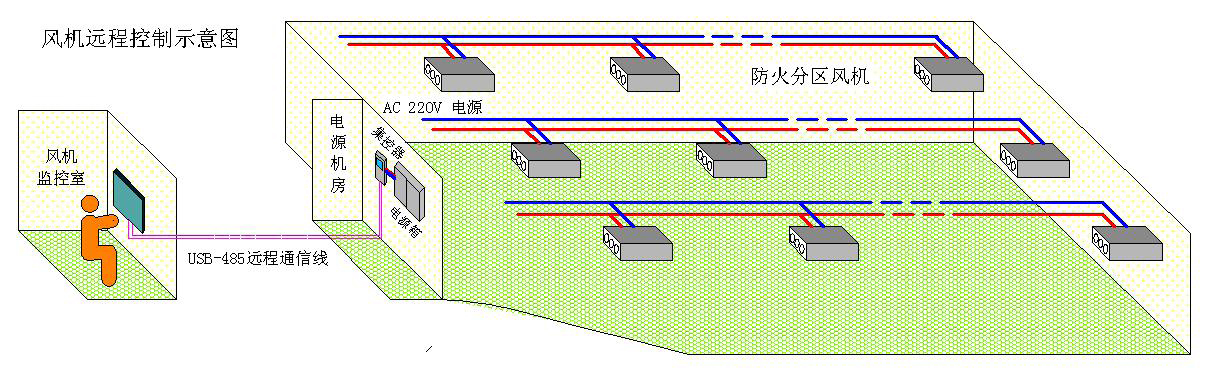 风机远程控制示意图
防火分区风机
AC 220V 电源
电源机房
集控器
电源箱
风机
监控室
USB-485远程通信线